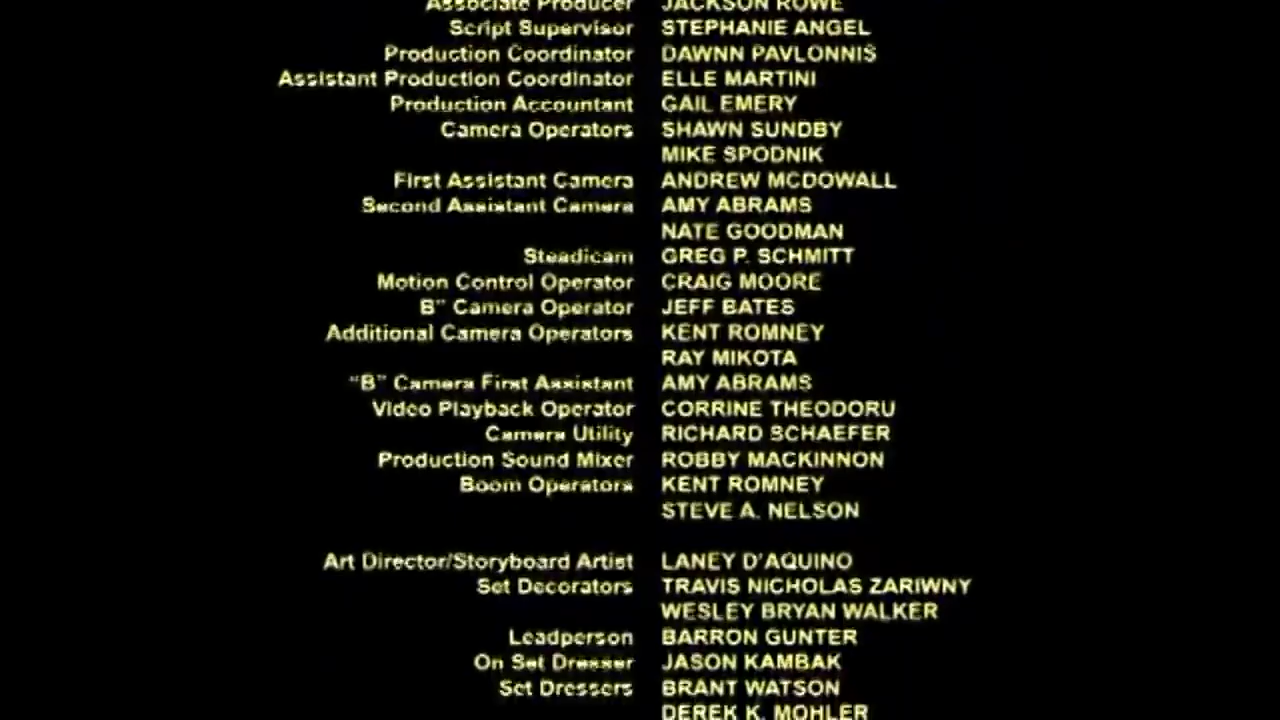 Associate Producer JACKSON ROWE
Script Supervisor STEPHANIE ANGEL
Production Coordinator DAWNN PAVLONNIS
Assistant Production Coordinator ELLE MARTINI
Production Accountant GAIL EMERY
Camera Operators SHAWN SUNDBY
MIKE SPODNIK
First Assistant Camera ANDREW MCDOWALL
Second Assistant Camera AMY ABRAMS
NATE GOODMAN
Steadicam GREG P. SCHMITT
Motion Control Operator CRAIG MOORE
B" Camera Operator JEFF BATES
Additional Camera Operators KENT ROMNEY
RAY MIKOTA
“B” Camera First Assistant AMY ABRAMS
Video Playback Operator CORRINE THEODORU
Camera Utility RICHARD SCHAEFER
Production Sound Mixer ROBBY MACKINNON
Boom Operators KENT ROMNEY
STEVE A. NELSON
Art Director/Storyboard Artist LANEY D'AQUINO
Set Decorators TRAVIS NICHOLAS ZARIWNY
WESLEY BRYAN WALKER
Leadperson BARRON GUNTER
On Set Dresser JASON KAMBAK
Set Dressers BRANT WATSON
DEREK K. MOHLER